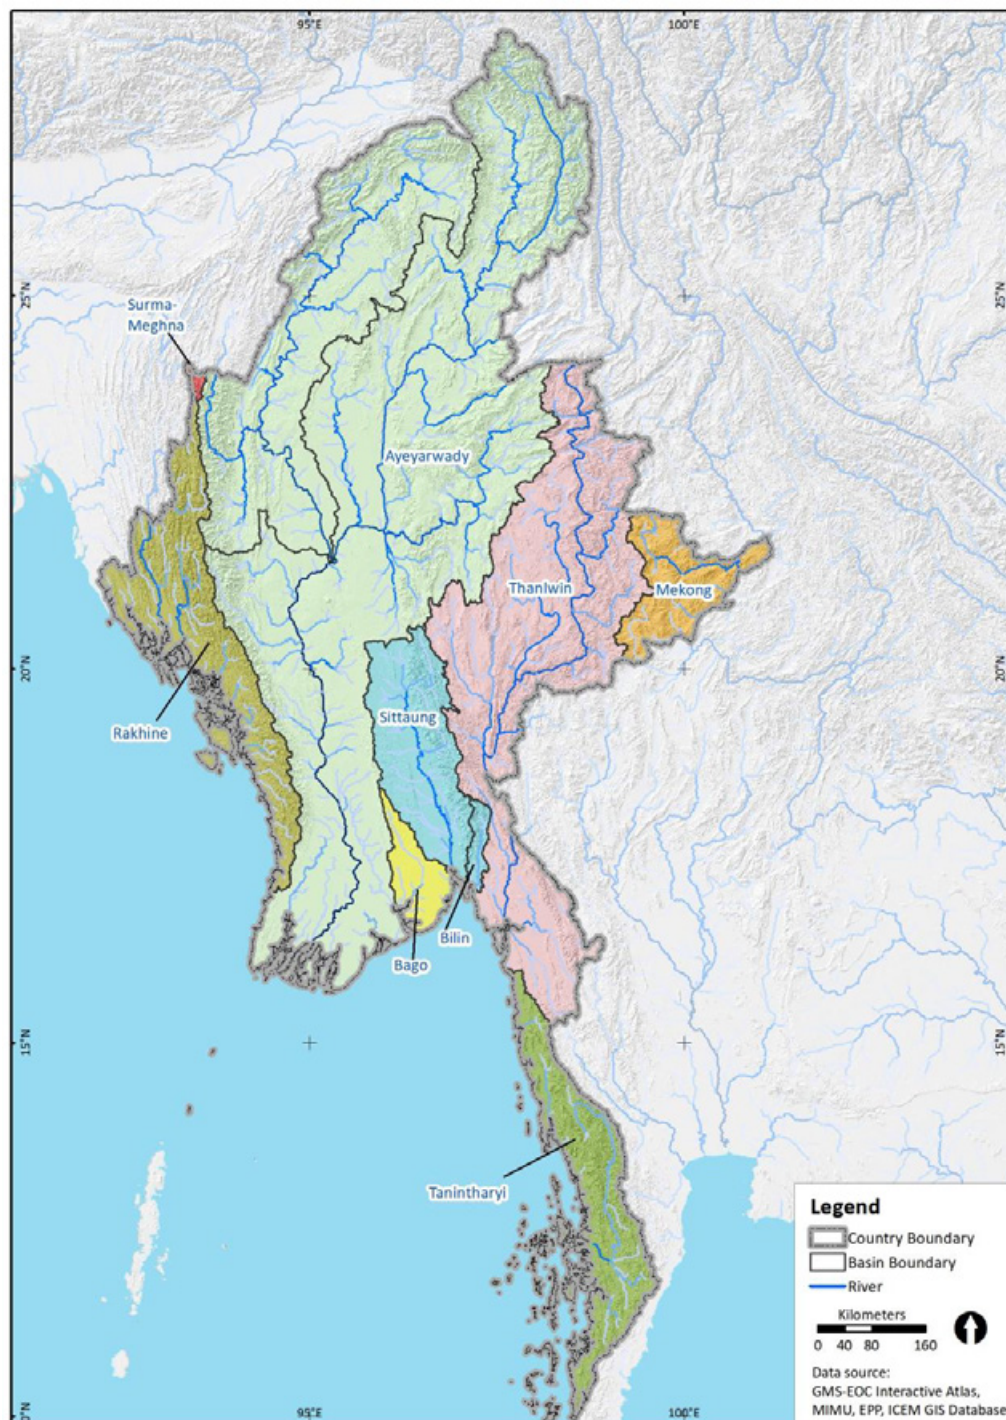 95°E
100°E
25°N
25°N
Surma-
Meghna
Ayeyarwady
Thanlwin
Mekong
20°N
20°N
Sittaung
Rakhine
Bilin
Bago
15°N
15°N
Tanintharyi
Legend
Country Boundary
Basin Boundary
River
Kilometers
0 40 80 160
Data source:
GMS-EOC Interactive Atlas,
MIMU, EPP, ICEM GIS Database
95°E
100°E